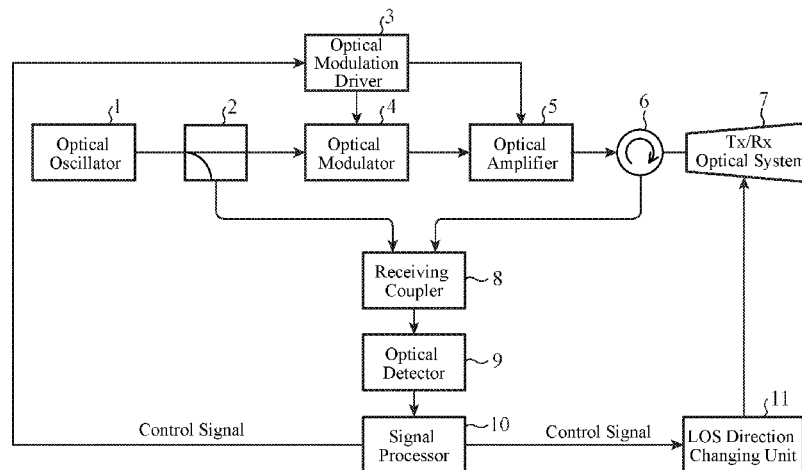 3
Optical
Modulation
Driver
1
Optical
Oscillator
2
4
Optical
Modulator
5
Optical
Amplifier
6
7
Tx/Rx
Optical System
Receiving
Coupler
8
Optical
Detector
9
Control Signal
Signal
Processor
10
Control Signal
11
LOS Direction
Changing Unit